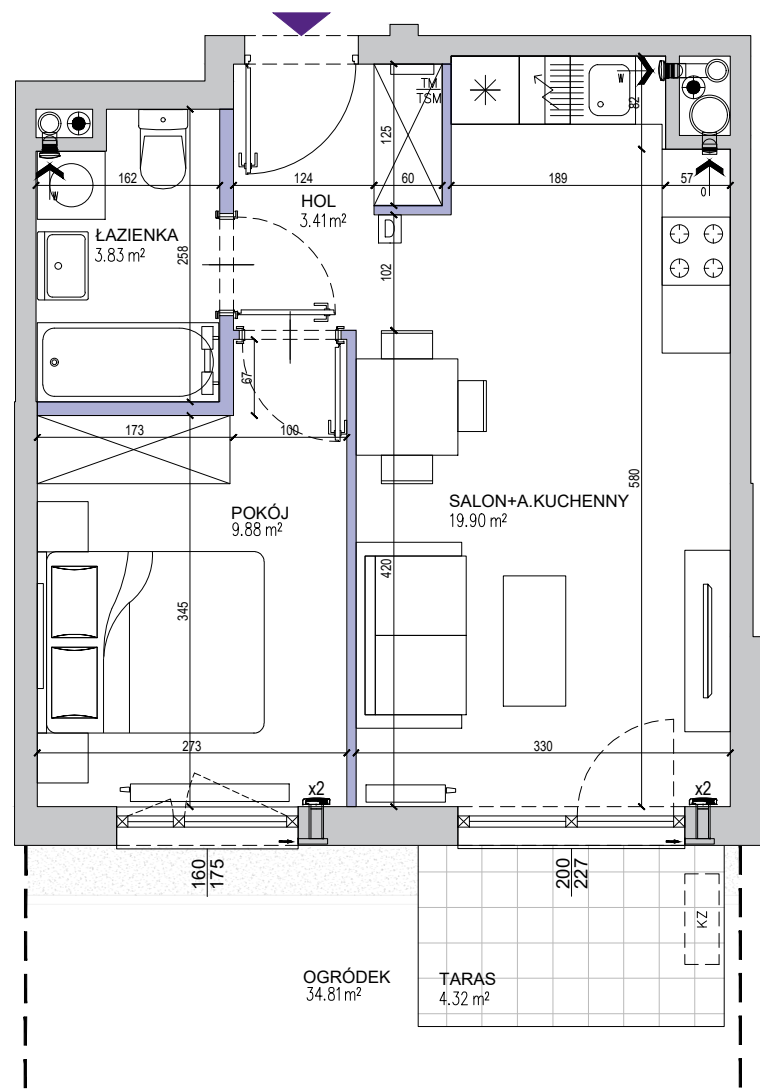 TM
TSM
W
82
125
162
124
60
189
57
HOL
3.41 m²
W
0
ŁAZIENKA
3.83 m²
D
258
102
67
173
100
580
POKÓJ
9.88 m²
SALON+A.KUCHENNY
19.90 m²
420
345
273
330
x2
x2
160
175
200
227
KZ
OGRÓDEK
34.81 m²
TARAS
4.32 m²